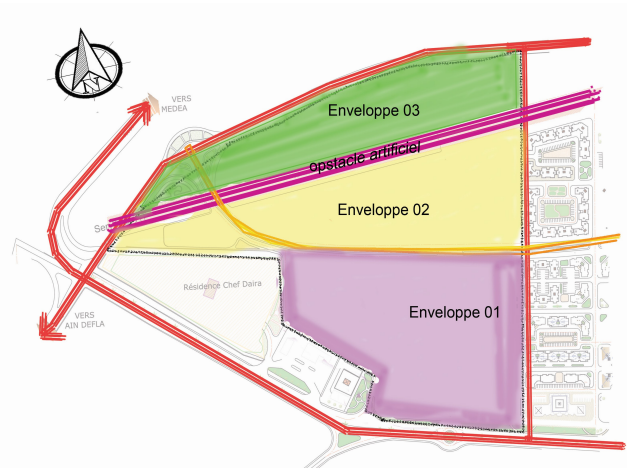 VERS
MEDEA
Enveloppe 03
opstacle artificiel
Enveloppe 02
Résidence Chef Daira
Enveloppe 01
VERS
AIN DEFLA